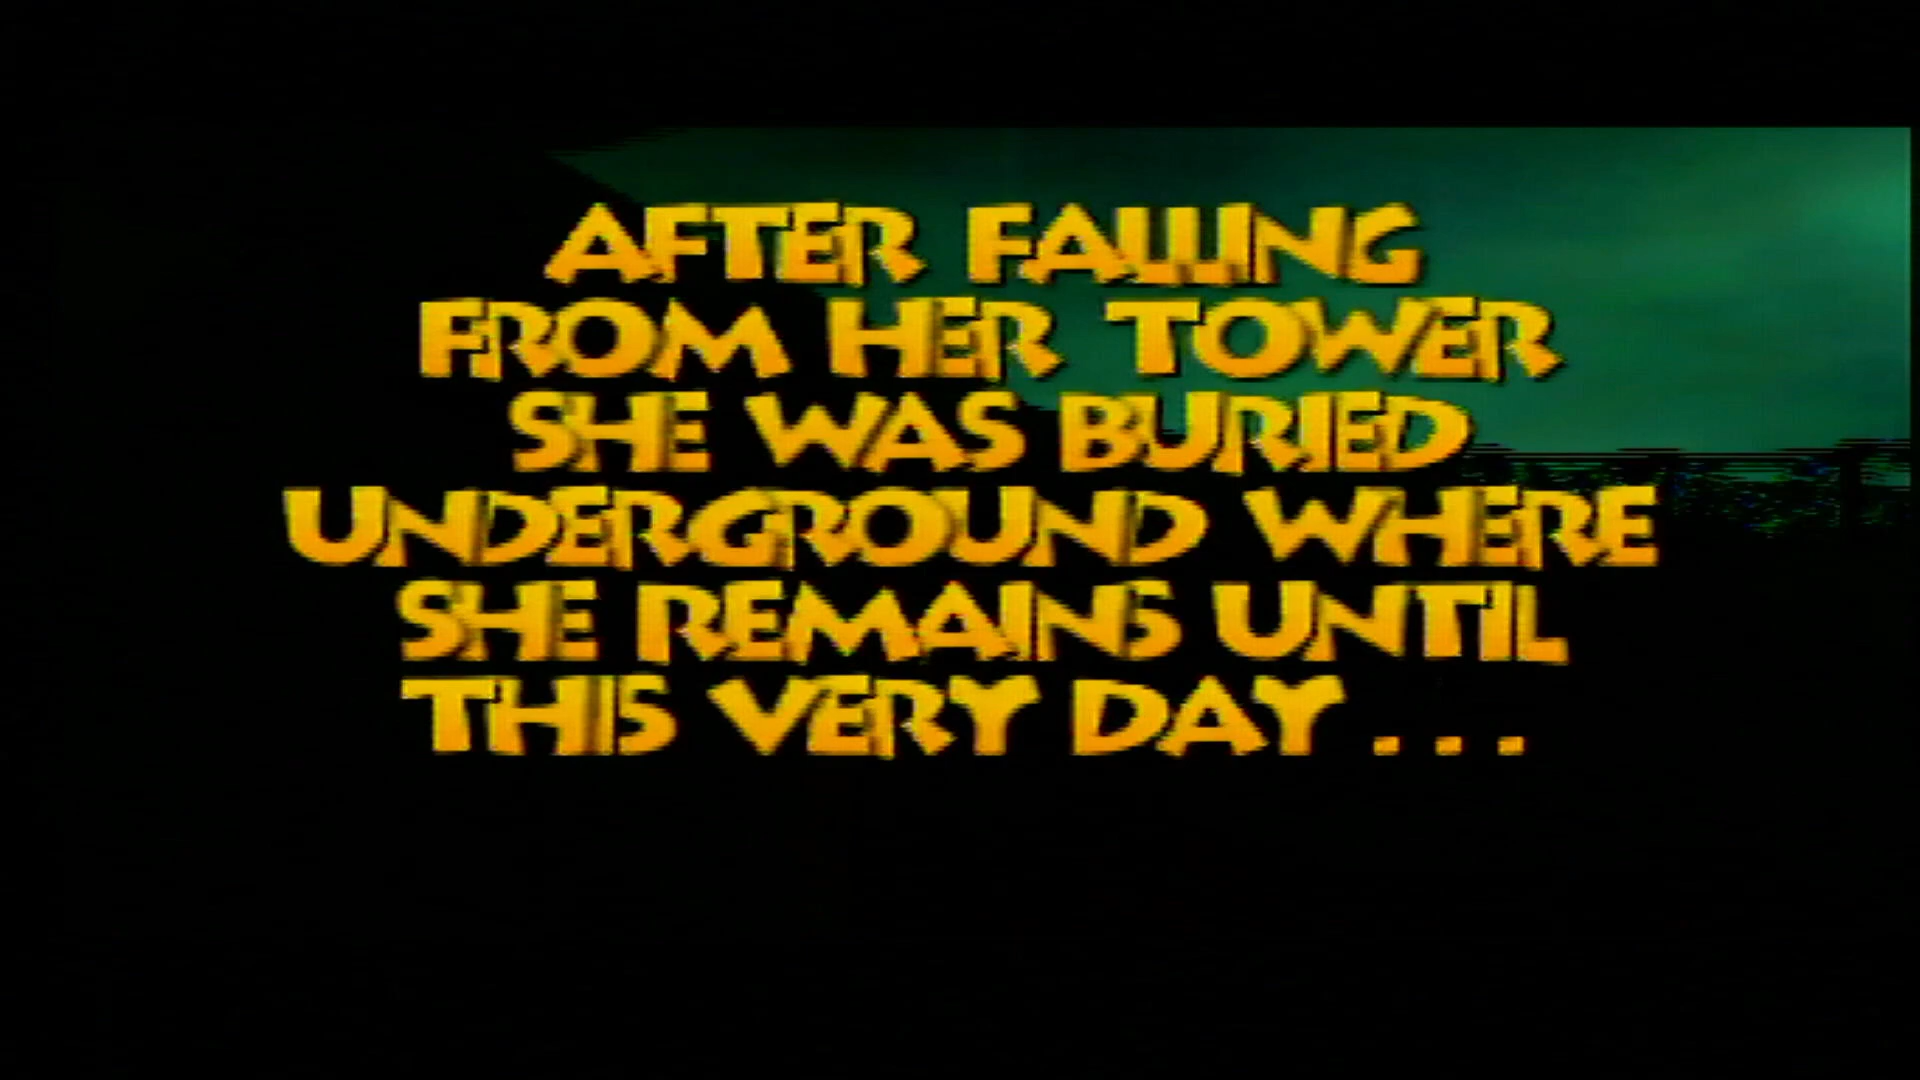 AFTER FALLING
FROM HER TOWER
SHE WAS BURIED
UNDERGROUND WHERE
SHE REMAINS UNTIL
THIS VERY DAY . . .